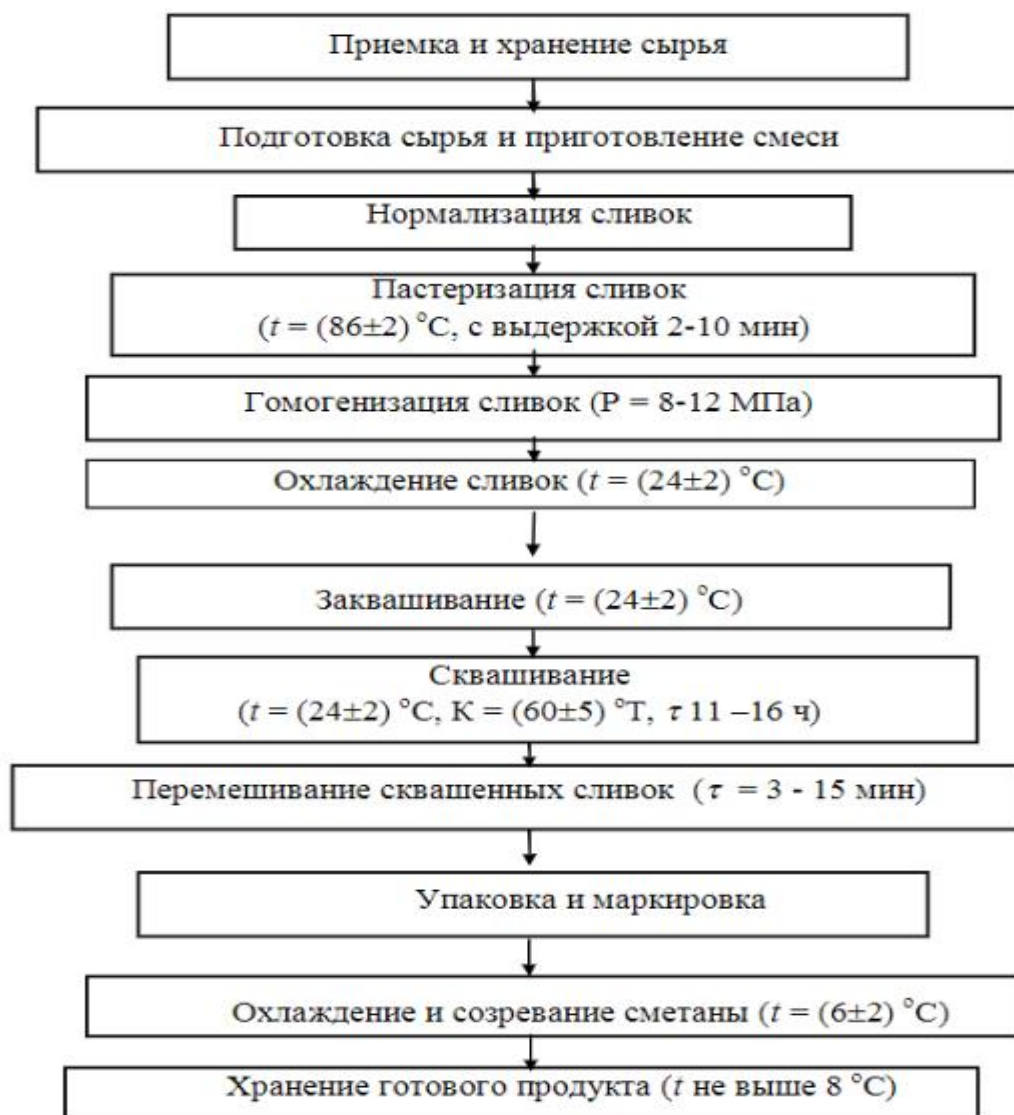 Приемка и хранение сырья
Подготовка сырья и приготовление смеси
Нормализация сливок
Пастеризация сливок
(t = (86±2) °C, с выдержкой 2-10 мин)
Гомогенизация сливок (P = 8-12 МПа)
Охлаждение сливок (t = (24±2) °C)
Заквашивание (t = (24±2) °C)
Сквашивание
(t = (24±2) °C, K = (60±5) °T, τ 11 –16 ч)
Перемешивание сквашенных сливок (τ = 3 - 15 мин)
Упаковка и маркировка
Охлаждение и созревание сметаны (t = (6±2) °C)
Хранение готового продукта (t не выше 8 °C)